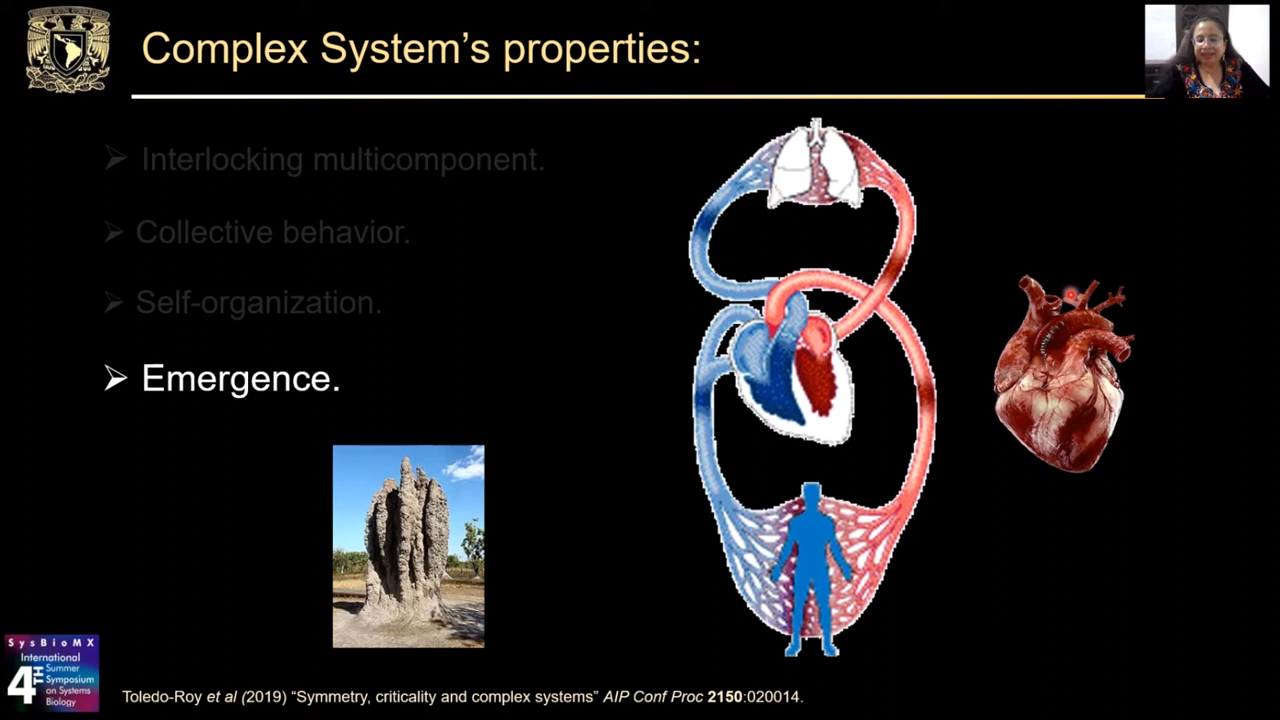 Complex System's properties:
➢ Interlocking multicomponent.
➢ Collective behavior.
➢ Self-organization.
➢ Emergence.
SysBioMX
International
4TH Summer
Symposium
on Systems
Biology
Toledo-Roy et al (2019) “Symmetry, criticality and complex systems” AIP Conf Proc 2150:020014.